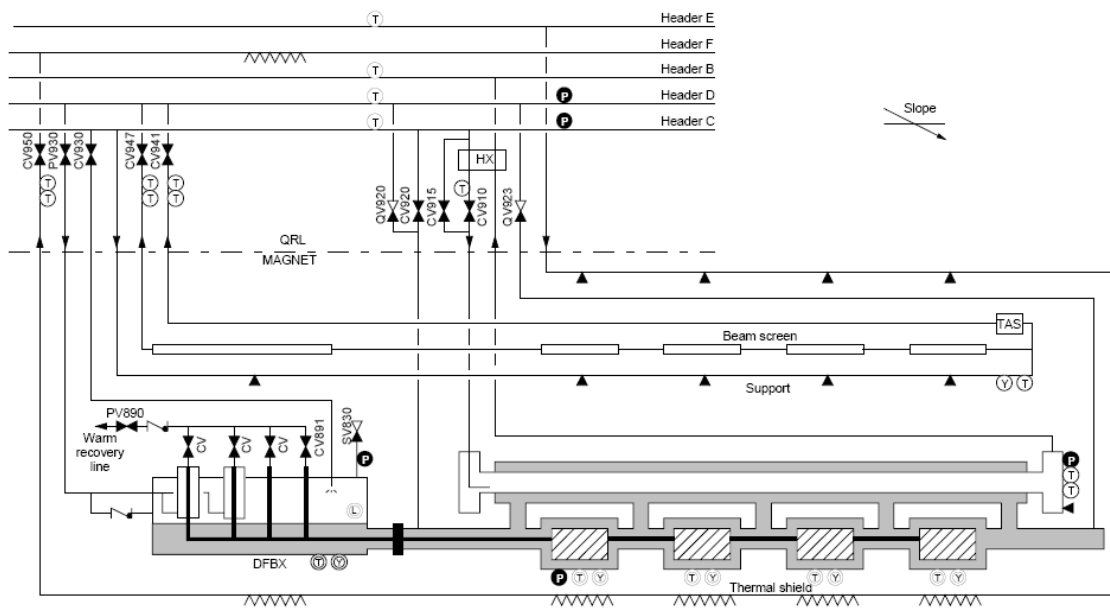 Header E
T
Header F
Header B
T
Header D
T
P
Header C
T
P
Slope
CV950
PV930
CV930
CV947
CV941
HX
T
T
T
T
T
T
T
QV920
CV920
CV915
CV910
QV923
QRL
MAGNET
TAS
Beam screen
Support
Y
T
PV890
Warm
recovery
line
CV
CV
CV
CV891
SV830
P
P
T
T
L
DFBX
T
Y
P
T
Y
T
Y
T
Y
T
Y
Thermal shield